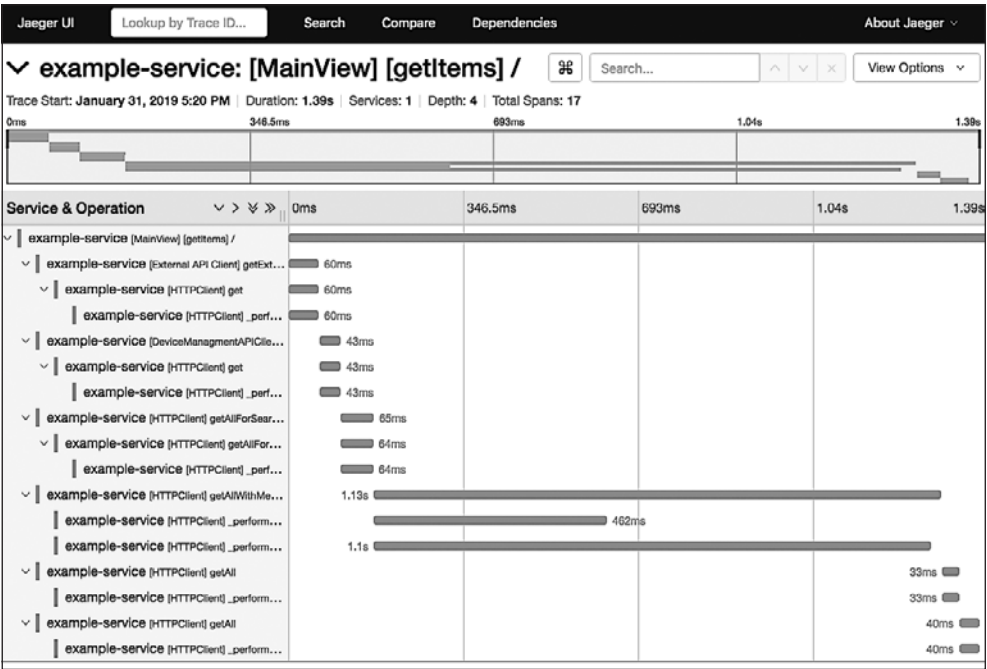 Jaeger UI Lookup by Trace ID... Search Compare Dependencies About Jaeger
example-service: [MainView] [getItems] / ⌘ Search... View Options
Trace Start: January 31, 2019 5:20 PM | Duration: 1.39s | Services: 1 | Depth: 4 | Total Spans: 17
0ms 346.5ms 693ms 1.04s 1.39s
Service & Operation 0ms 346.5ms 693ms 1.04s 1.39s
example-service [MainView] [getItems] /
example-service [External API Client] getExt... 60ms
example-service [HTTPClient] get 60ms
example-service [HTTPClient] _perf... 60ms
example-service [DeviceManagmentAPIClie... 43ms
example-service [HTTPClient] get 43ms
example-service [HTTPClient] _perf... 43ms
example-service [HTTPClient] getAllForSear... 65ms
example-service [HTTPClient] getAllFor... 64ms
example-service [HTTPClient] _perf... 64ms
example-service [HTTPClient] getAllWithMe... 1.13s
example-service [HTTPClient] _perform... 462ms
example-service [HTTPClient] _perform... 1.1s
example-service [HTTPClient] getAll 33ms
example-service [HTTPClient] _perform... 33ms
example-service [HTTPClient] getAll 40ms
example-service [HTTPClient] _perform... 40ms